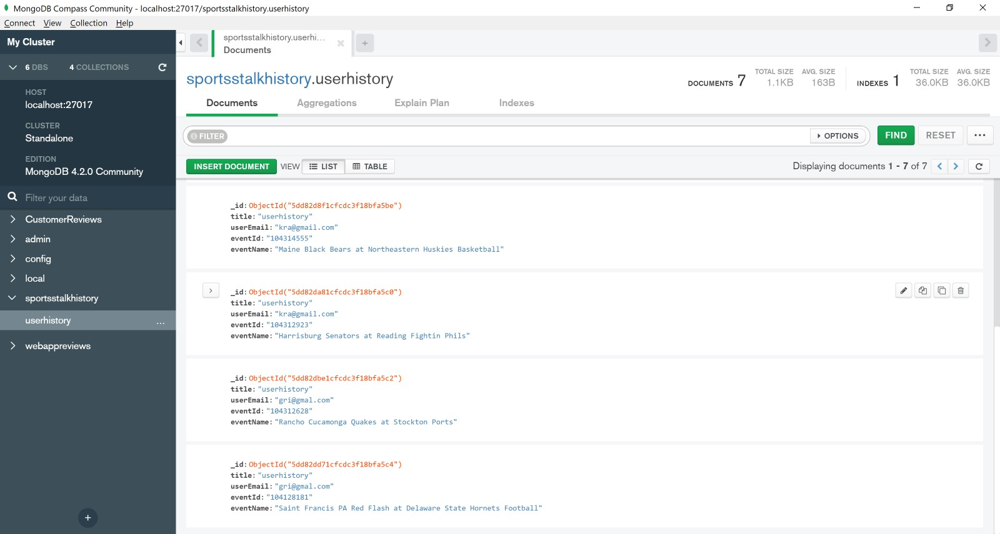 MongoDB Compass Community - localhost:27017/sportsstalkhistory.userhistory
Connect View Collection Help
My Cluster
6 DBS 4 COLLECTIONS
HOST
localhost:27017
CLUSTER
Standalone
EDITION
MongoDB 4.2.0 Community
Filter your data
CustomerReviews
admin
config
local
sportsstalkhistory
userhistory ...
webappreviews
+
sportsstalkhistory.userhi...
Documents
+
sportsstalkhistory.userhistory
DOCUMENTS 7 TOTAL SIZE 1.1KB AVG. SIZE 163B INDEXES 1 TOTAL SIZE 36.0KB AVG. SIZE 36.0KB
Documents Aggregations Explain Plan Indexes
FILTER OPTIONS FIND RESET ...
INSERT DOCUMENT VIEW LIST TABLE Displaying documents 1 - 7 of 7
_id: ObjectId("5dd82d8f1cfcdc3f18bfa5be")
title: "userhistory"
userEmail: "kra@gmail.com"
eventId: "104314555"
eventName: "Maine Black Bears at Northeastern Huskies Basketball"
_id: ObjectId("5dd82da81cfcdc3f18bfa5c0")
title: "userhistory"
userEmail: "kra@gmail.com"
eventId: "104312923"
eventName: "Harrisburg Senators at Reading Fightin Phils"
_id: ObjectId("5dd82dbe1cfcdc3f18bfa5c2")
title: "userhistory"
userEmail: "gri@gmal.com"
eventId: "104312628"
eventName: "Rancho Cucamonga Quakes at Stockton Ports"
_id: ObjectId("5dd82dd71cfcdc3f18bfa5c4")
title: "userhistory"
userEmail: "gri@gmal.com"
eventId: "104128181"
eventName: "Saint Francis PA Red Flash at Delaware State Hornets Football"